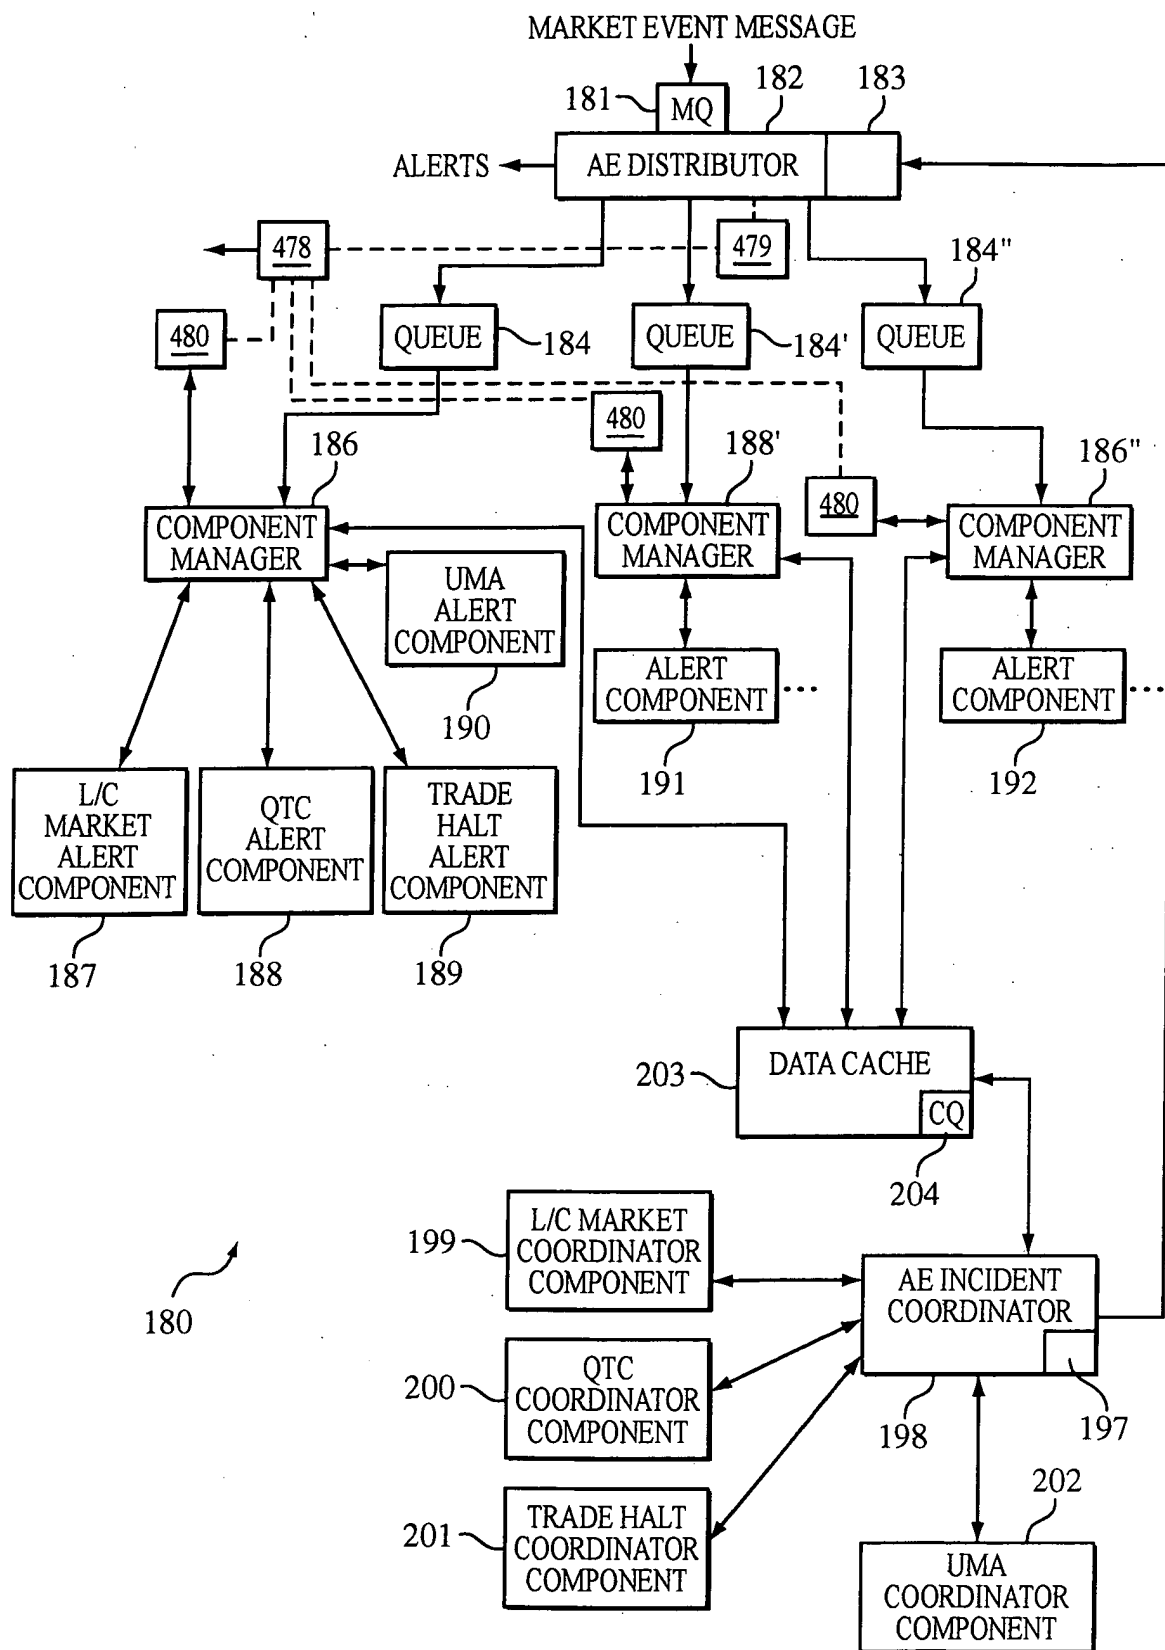 MARKET EVENT MESSAGE
181
MQ
182
183
ALERTS
AE DISTRIBUTOR
478
479
184"
480
QUEUE
184
QUEUE
184'
QUEUE
480
186
188'
186"
480
COMPONENT
MANAGER
COMPONENT
MANAGER
COMPONENT
MANAGER
UMA
ALERT
COMPONENT
190
ALERT
COMPONENT
...
191
ALERT
COMPONENT
...
192
L/C
MARKET
ALERT
COMPONENT
187
QTC
ALERT
COMPONENT
188
TRADE
HALT
ALERT
COMPONENT
189
203
DATA CACHE
CQ
204
199
L/C MARKET
COORDINATOR
COMPONENT
AE INCIDENT
COORDINATOR
180
200
QTC
COORDINATOR
COMPONENT
198
197
201
TRADE HALT
COORDINATOR
COMPONENT
202
UMA
COORDINATOR
COMPONENT